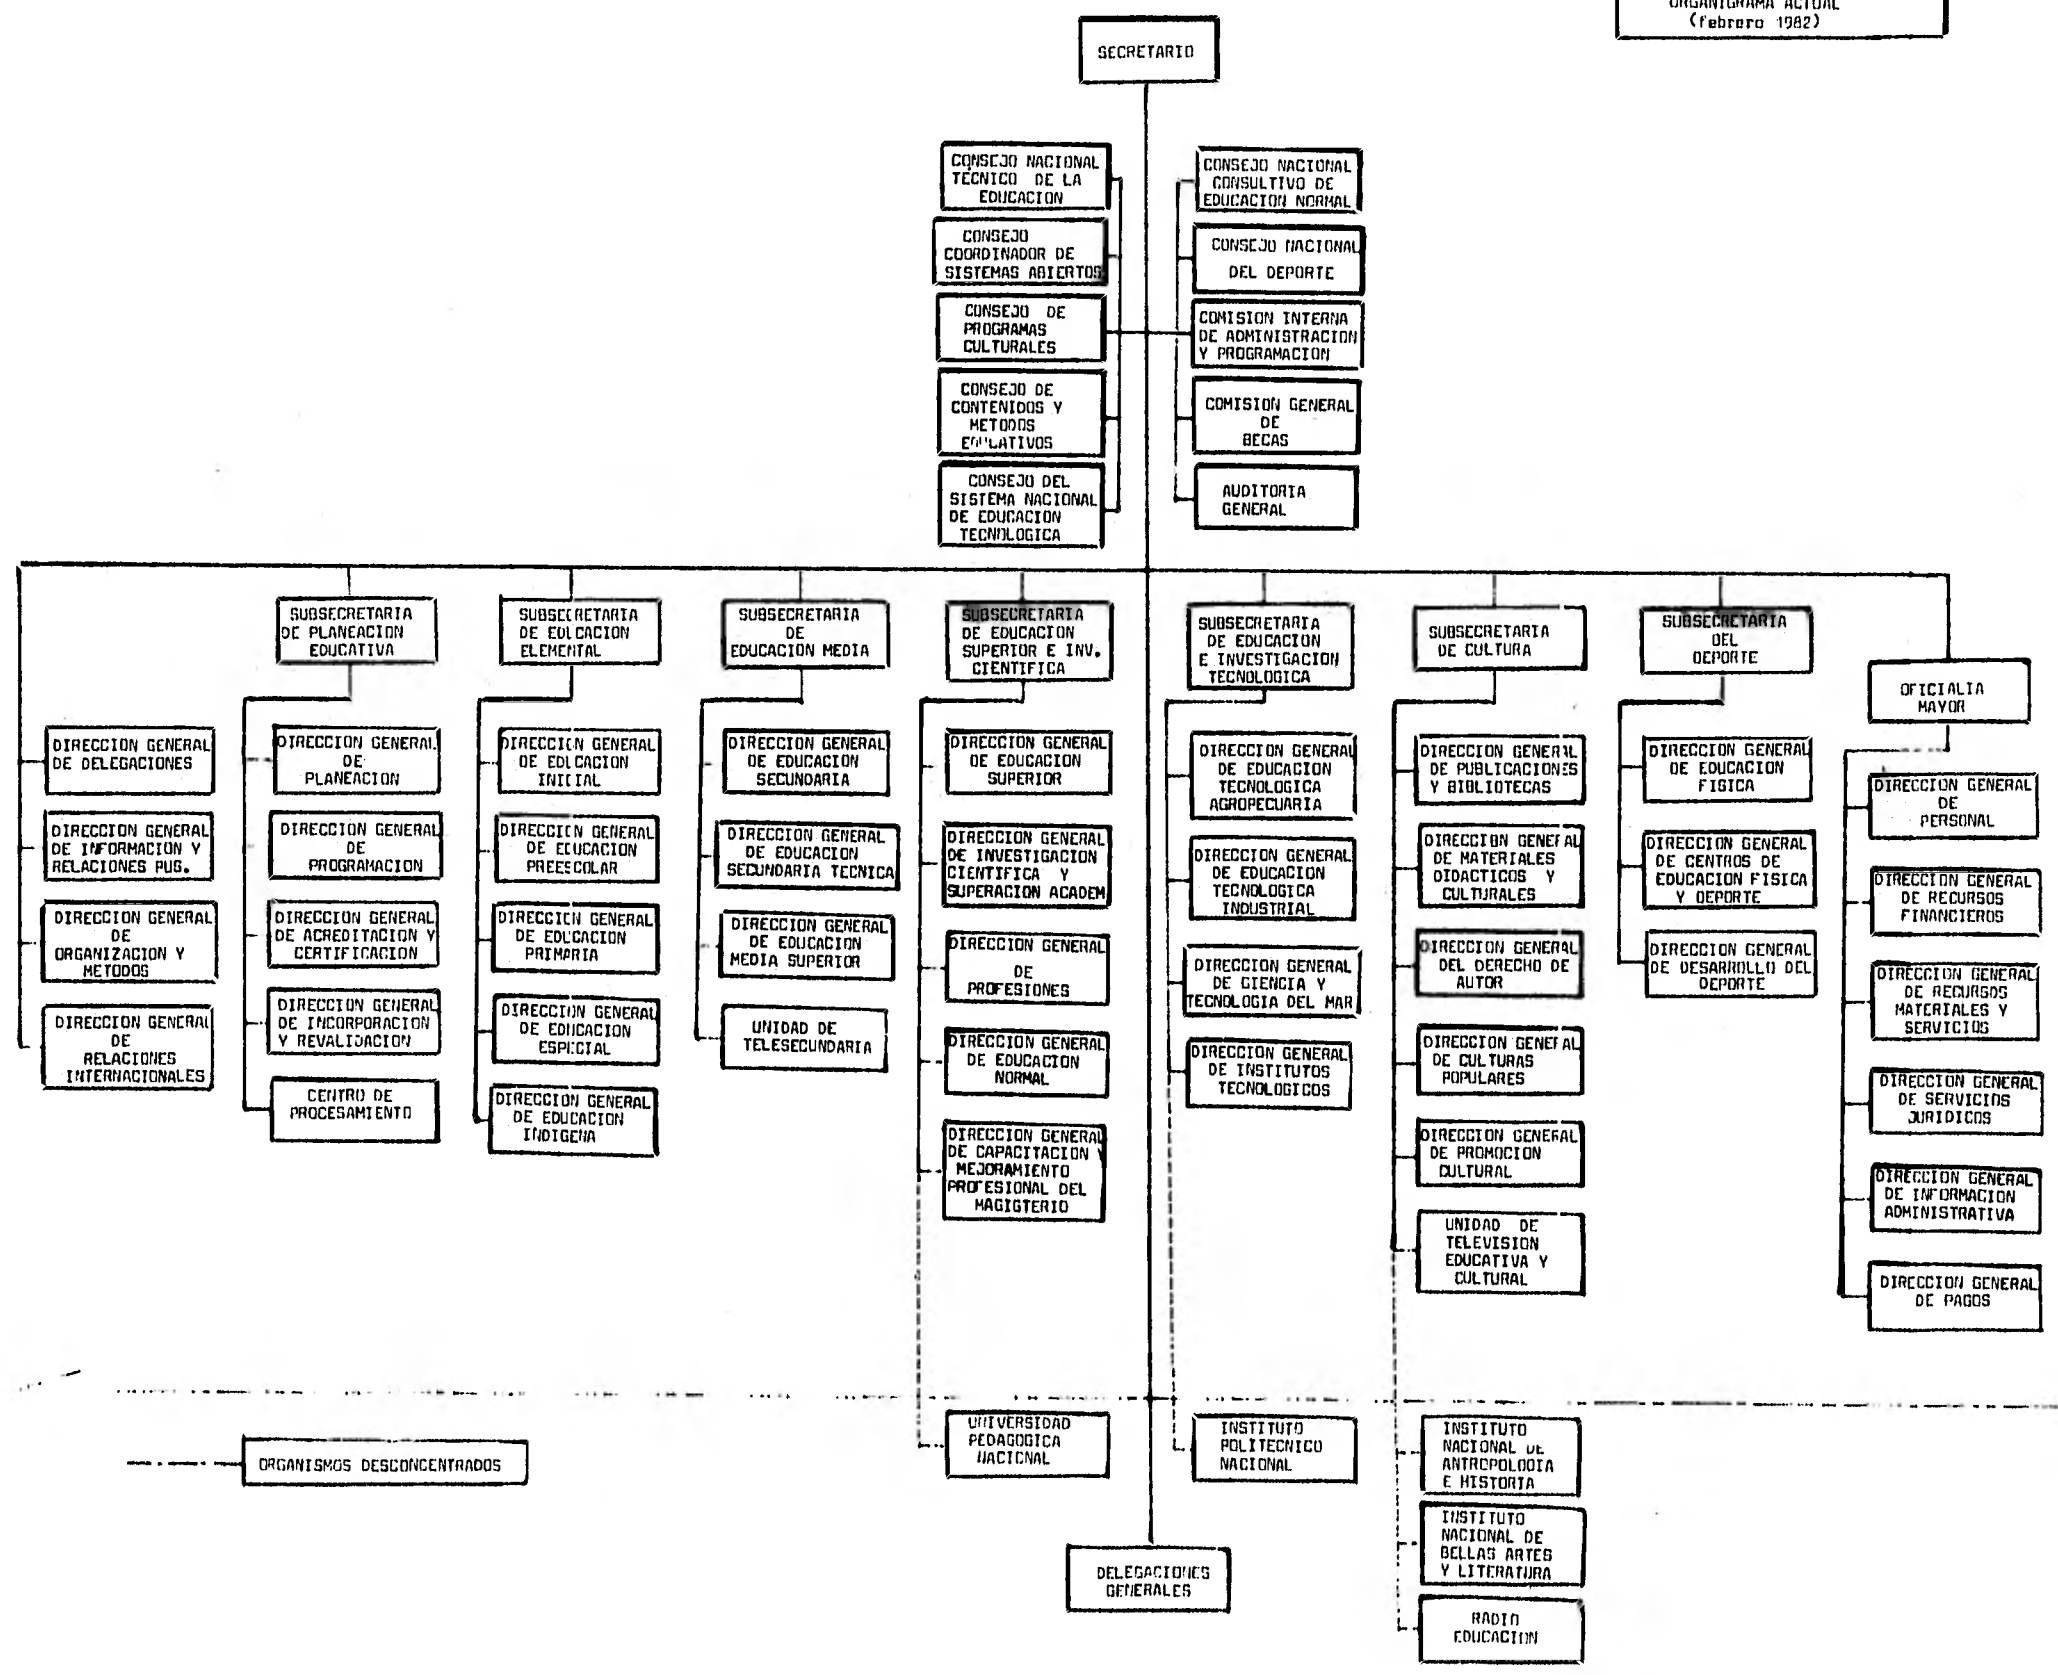 ORGANIGRAMA ACTUAL
(febrero 1982)
SECRETARIO
CONSEJO NACIONAL
TÉCNICO DE LA
EDUCACION
CONSEJO
COORDINADOR DE
SISTEMAS ABIERTOS
CONSEJO DE
PROGRAMAS
CULTURALES
CONSEJO DE
CONTENIDOS Y
METODOS
CONSEJO DEL
SISTEMA NACIONAL
DE EDUCACION
TECNOLOGICA
CONSEJO NACIONAL
CONSULTIVO DE
EDUCACION NORMAL
CONSEJO NACIONAL
DEL DEPORTE
COMISION INTERNA
DE ADMINISTRACION
Y PROGRAMACION
COMISION GENERAL
DE
BECAS
AUDITORIA
GENERAL
DIRECCION GENERAL
DE DELEGACIONES
DIRECCION GENERAL
DE INFORMACION Y
RELACIONES PUB.
DIRECCION GENERAL
DE
ORGANIZACION Y
METODOS
DIRECCION GENERAL
DE
RELACIONES
INTERNACIONALES
SUBSECRETARIA
DE PLANEACION
EDUCATIVA
DIRECCION GENERAL
DE
PLANEACION
DIRECCION GENERAL
DE
PROGRAMACION
DIRECCION GENERAL
DE ACREDITACION Y
CERTIFICACION
DIRECCION GENERAL
DE INCORPORACION
Y REVALIDACION
CENTRO DE
PROCESAMIENTO
SUBSECRETARIA
DE EDUCACION
ELEMENTAL
DIRECCION GENERAL
DE EDUCACION
INICIAL
DIRECCION GENERAL
DE EDUCACION
PREESCOLAR
DIRECCION GENERAL
DE EDUCACION
PRIMARIA
DIRECCION GENERAL
DE EDUCACION
ESPECIAL
DIRECCION GENERAL
DE EDUCACION
INDIGENA
SUBSECRETARIA
DE
EDUCACION MEDIA
DIRECCION GENERAL
DE EDUCACION
SECUNDARIA
DIRECCION GENERAL
DE EDUCACION
SECUNDARIA TECNICA
DIRECCION GENERAL
DE EDUCACION
MEDIA SUPERIOR
UNIDAD DE
TELESECUNDARIA
SUBSECRETARIA
DE EDUCACION
SUPERIOR E INV.
CIENTIFICA
DIRECCION GENERAL
DE EDUCACION
SUPERIOR
DIRECCION GENERAL
DE INVESTIGACION
CIENTIFICA Y
SUPERACION ACADEM
DIRECCION GENERAL
DE
PROFESIONES
DIRECCION GENERAL
DE EDUCACION
NORMAL
DIRECCION GENERAL
DE CAPACITACION Y
MEJORAMIENTO
PROFESIONAL DEL
MAGISTERIO
SUBSECRETARIA
DE EDUCACION
E INVESTIGACION
TECNOLOGICA
DIRECCION GENERAL
DE EDUCACION
TECNOLOGICA
AGROPECUARIA
DIRECCION GENERAL
DE EDUCACION
TECNOLOGICA
INDUSTRIAL
DIRECCION GENERAL
DE CIENCIA Y
TECNOLOGIA DEL MAR
DIRECCION GENERAL
DE INSTITUTOS
TECNOLOGICOS
SUBSECRETARIA
DE CULTURA
DIRECCION GENERAL
DE PUBLICACIONES
Y BIBLIOTECAS
DIRECCION GENERAL
DE MATERIALES
DIDACTICOS Y
CULTURALES
DIRECCION GENERAL
DEL DERECHO DE
AUTOR
DIRECCION GENERAL
DE CULTURAS
POPULARES
DIRECCION GENERAL
DE PROMOCION
CULTURAL
UNIDAD DE
TELEVISION
EDUCATIVA Y
CULTURAL
SUBSECRETARIA
DEL
DEPORTE
DIRECCION GENERAL
DE EDUCACION
FISICA
DIRECCION GENERAL
DE CENTROS DE
EDUCACION FISICA
Y DEPORTE
DIRECCION GENERAL
DE DESARROLLO DEL
DEPORTE
OFICIALIA
MAYOR
DIRECCION GENERAL
DE
PERSONAL
DIRECCION GENERAL
DE RECURSOS
FINANCIEROS
DIRECCION GENERAL
DE RECURSOS
MATERIALES Y
SERVICIOS
DIRECCION GENERAL
DE SERVICIOS
JURIDICOS
DIRECCION GENERAL
DE INFORMACION
ADMINISTRATIVA
DIRECCION GENERAL
DE PAGOS
ORGANISMOS DESCONCENTRADOS
UNIVERSIDAD
PEDAGOGICA
NACIONAL
INSTITUTO
POLITECNICO
NACIONAL
INSTITUTO
NACIONAL DE
ANTROPOLOGIA
E HISTORIA
INSTITUTO
NACIONAL DE
BELLAS ARTES
Y LITERATURA
RADIO
EDUCACION
DELEGACIONES
GENERALES